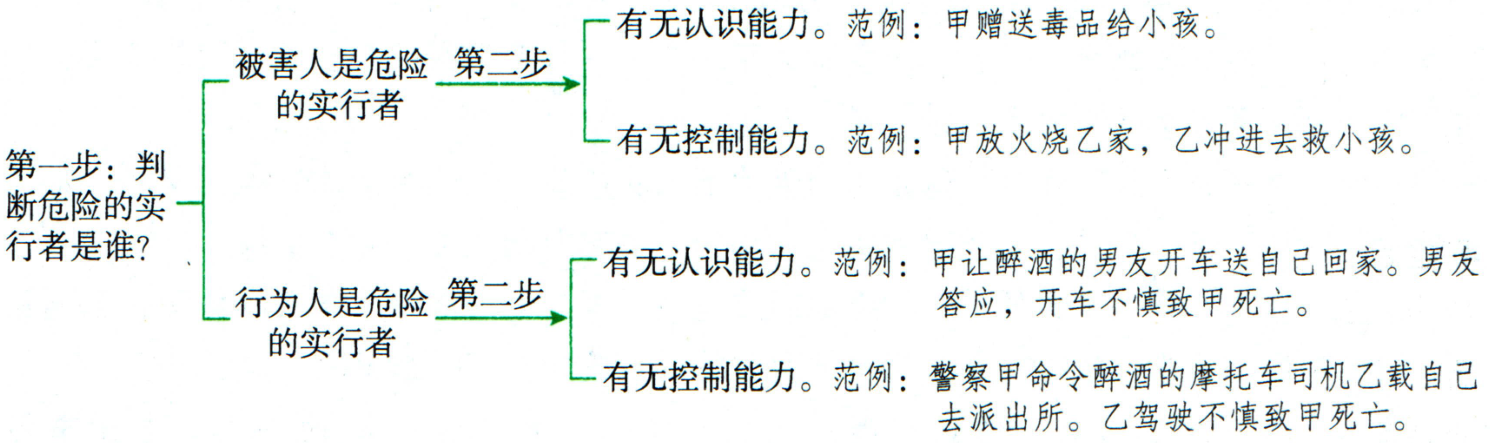 第一步：判
断危险的实
行者是谁？
被害人是危险
的实行者
第二步
有无认识能力。范例：甲赠送毒品给小孩。
有无控制能力。范例：甲放火烧乙家，乙冲进去救小孩。
行为人是危险
的实行者
第二步
有无认识能力。范例：甲让醉酒的男友开车送自己回家。男友
答应，开车不慎致甲死亡。
有无控制能力。范例：警察甲命令醉酒的摩托车司机乙载自己
去派出所。乙驾驶不慎致甲死亡。